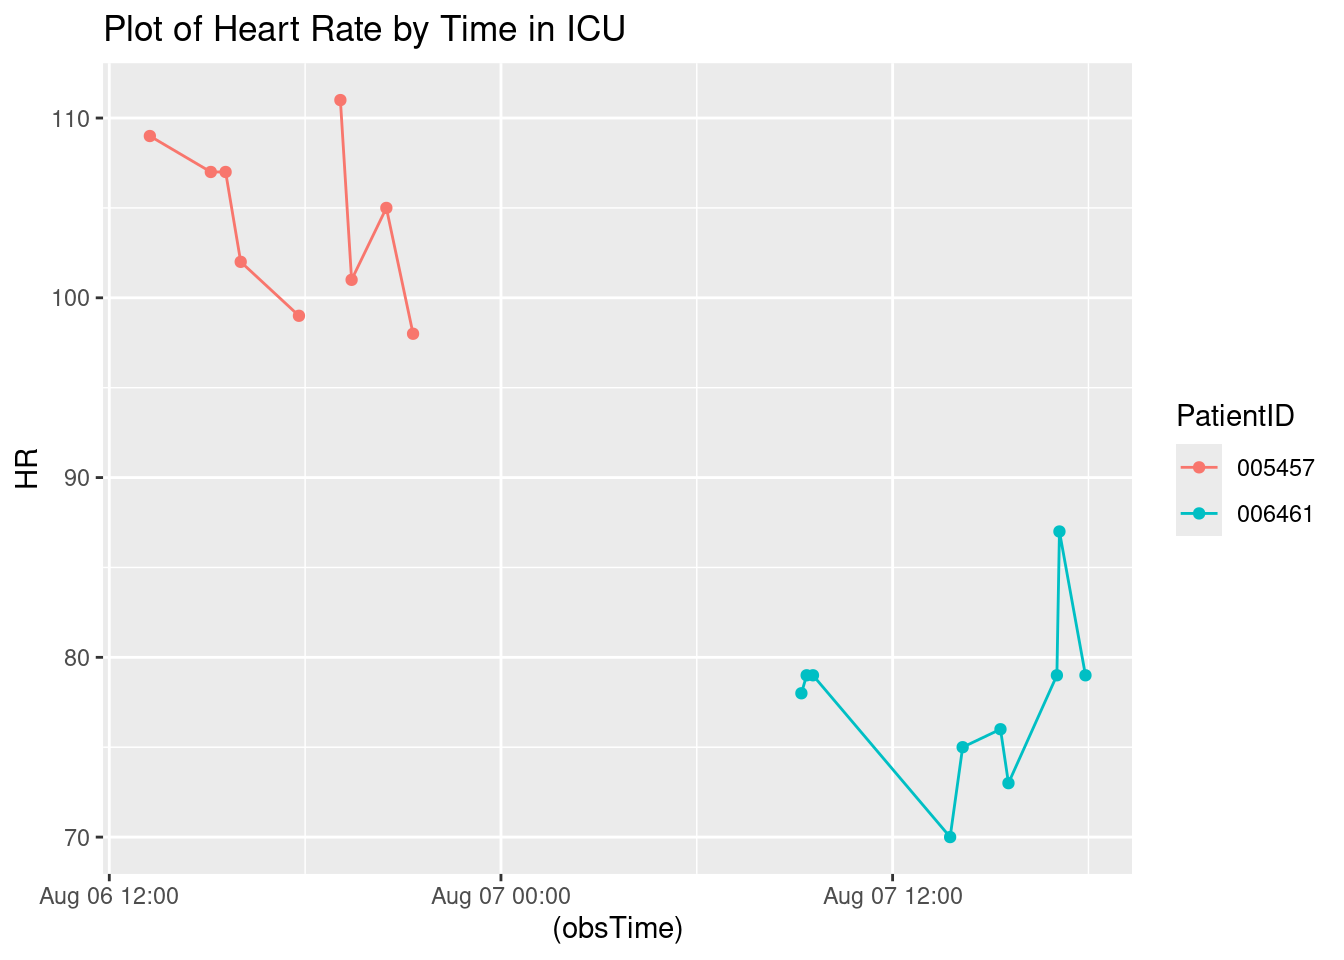 Plot of Heart Rate by Time in ICU
110
100
90
80
70
HR
Aug 06 12:00
Aug 07 00:00
Aug 07 12:00
(obsTime)
PatientID
005457
006461